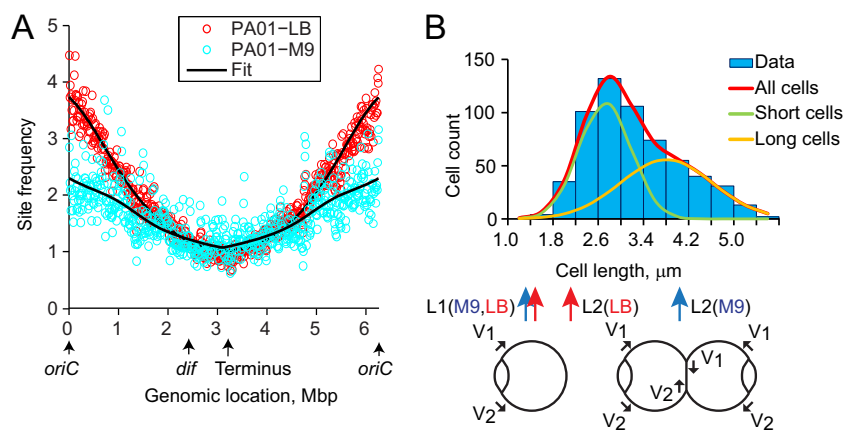 A
PA01−LB
PA01−M9
Fit
Site frequency
5
4
3
2
1
0
0 1 2 3 4 5 6
oriC dif Terminus oriC
Genomic location, Mbp
B
Data
All cells
Short cells
Long cells
Cell count
150
100
50
0
1.0 1.8 2.6 3.4 4.2 5.0
Cell length, μm
L1(M9,LB) L2(LB) L2(M9)
V1 V1 V1
V1
V2
V2 V2 V2